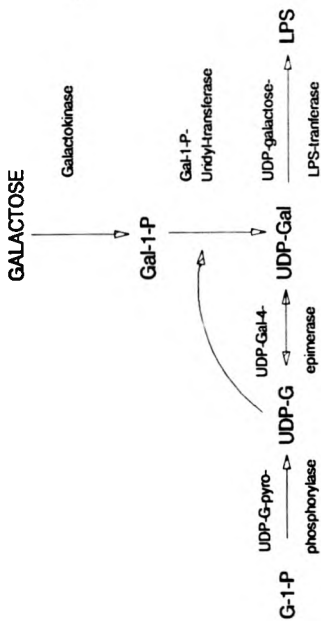 GALACTOSE
Galactokinase
Gal-1-P
Gal-1-P-
Uridyl-transferase
UDP-G-pyro-
phosphorylase
UDP-Gal-4-
epimerase
UDP-galactose-
LPS-tranferase
G-1-P
UDP-G
UDP-Gal
LPS